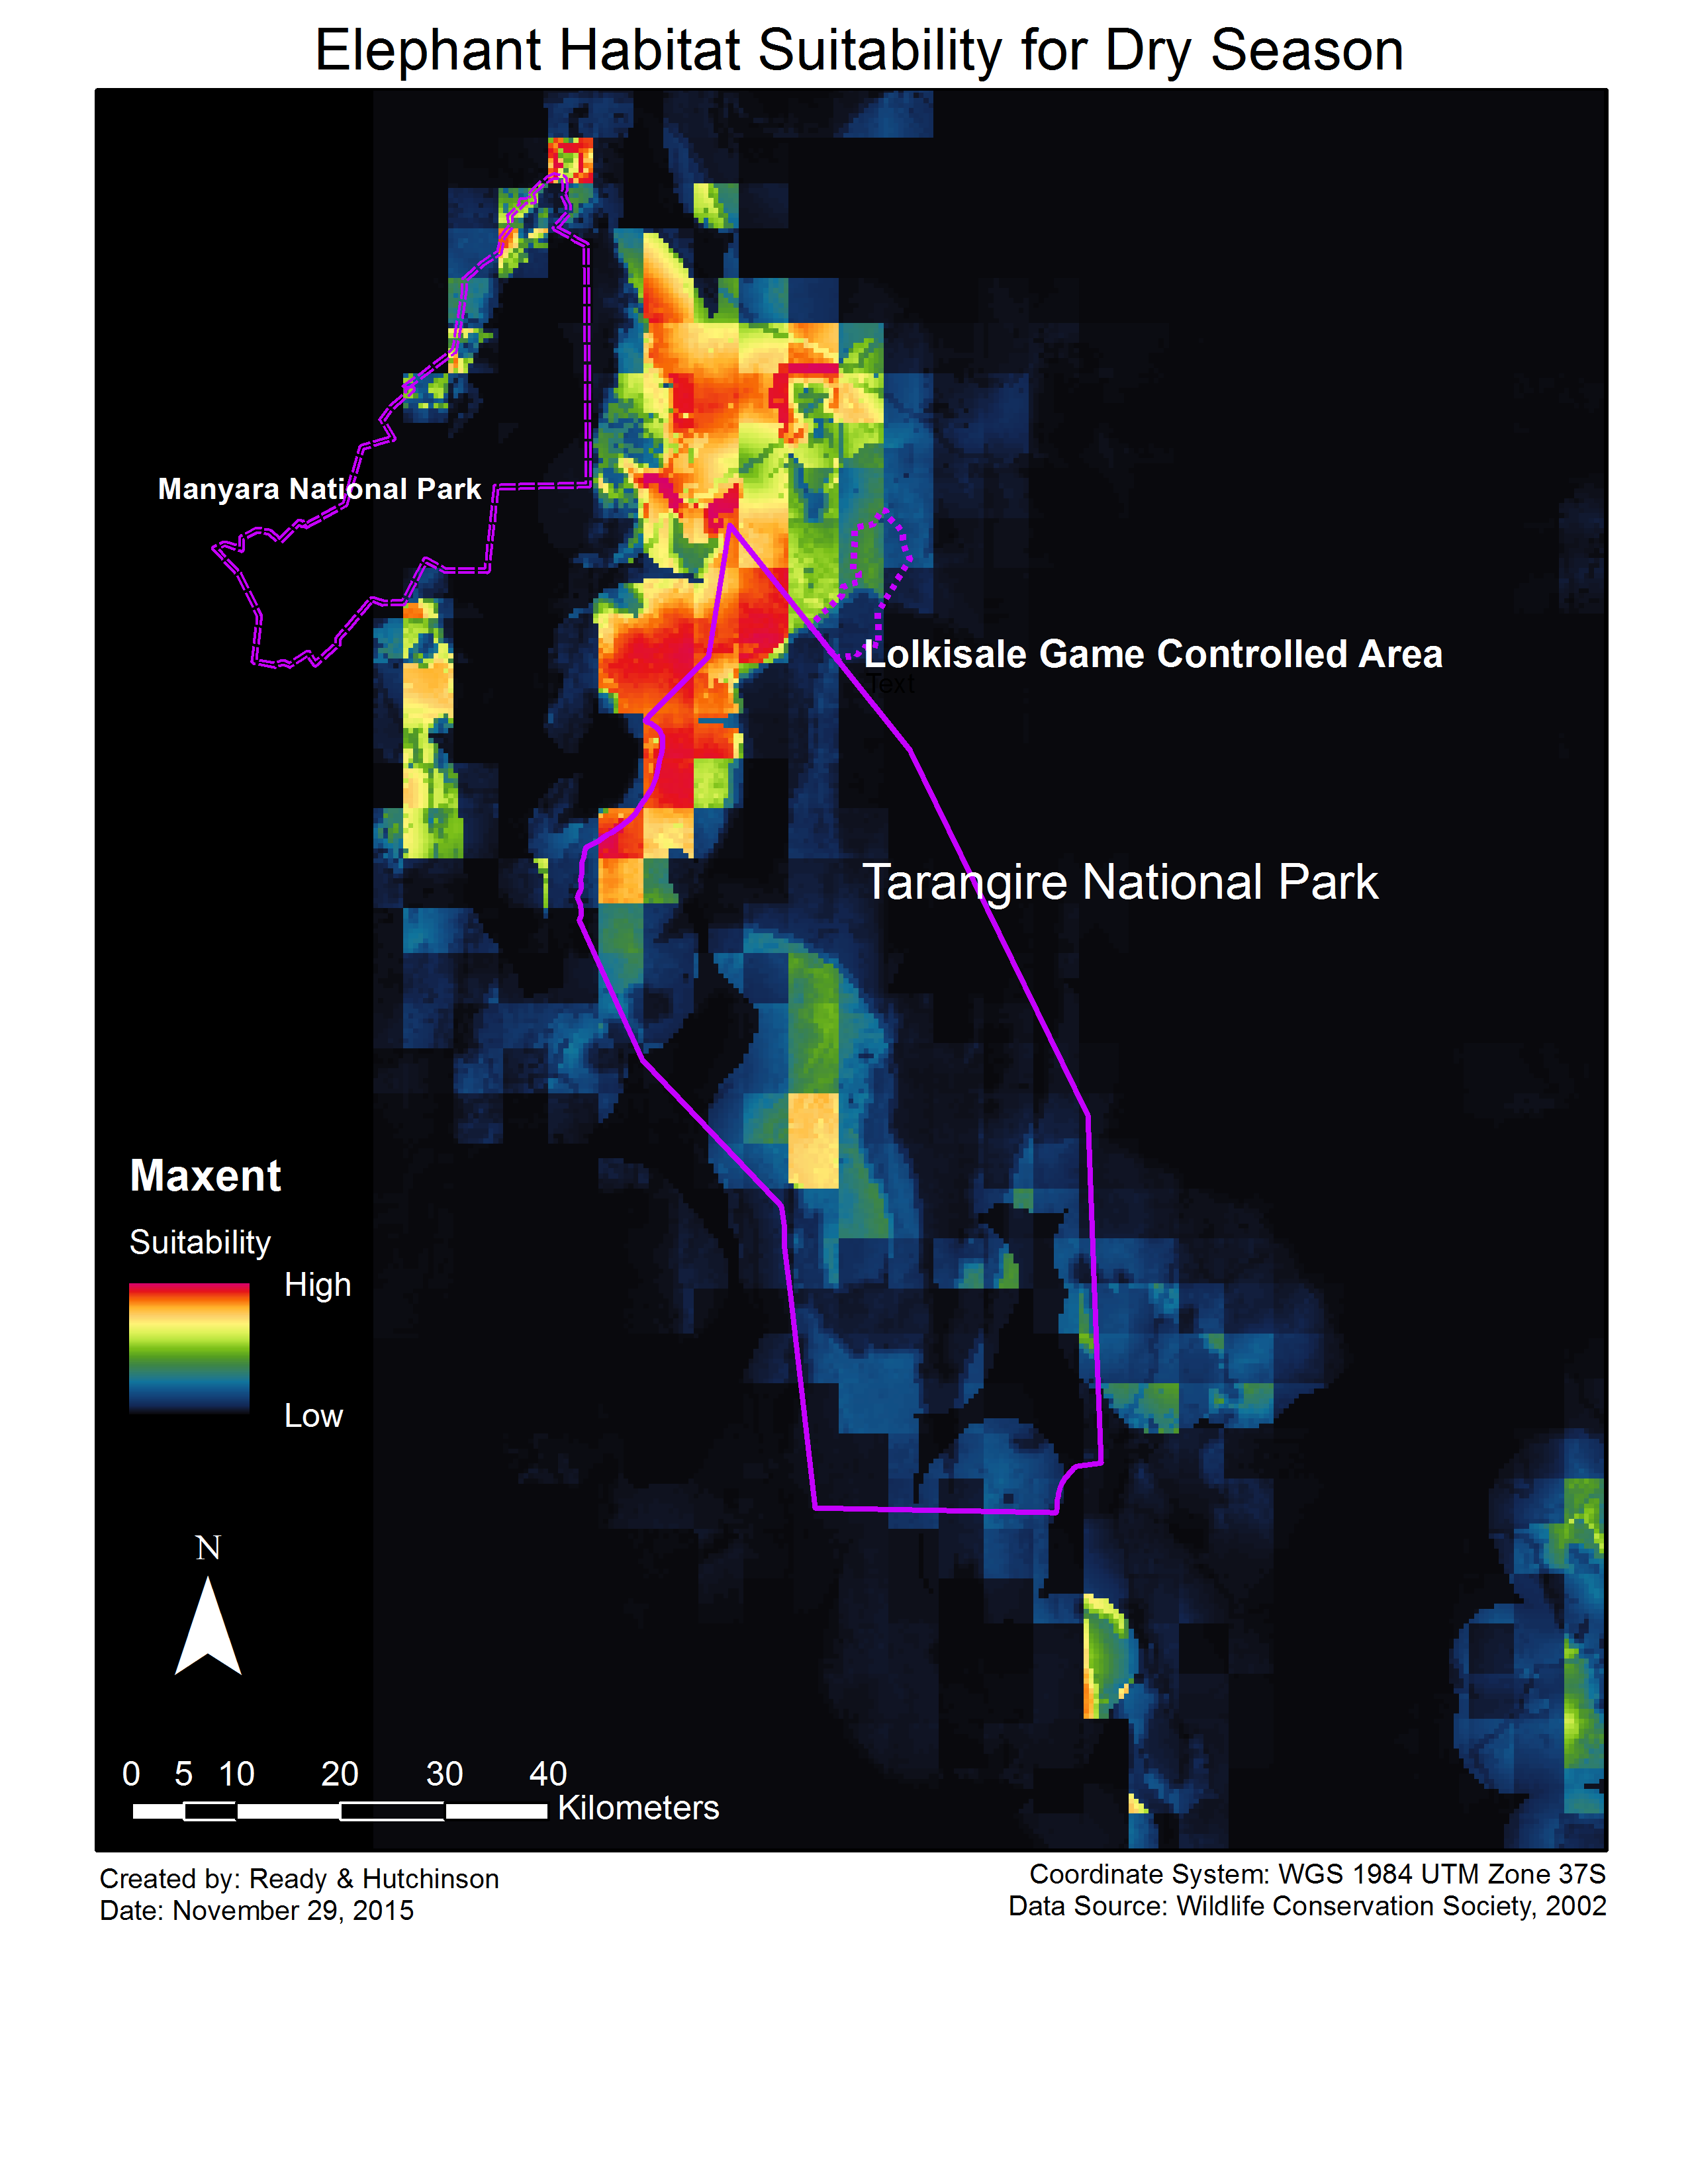 Elephant Habitat Suitability for Dry Season
Manyara National Park
Lolkisale Game Controlled Area
Text
Tarangire National Park
Maxent
Suitability
High
Low
N
0 5 10 20 30 40
Kilometers
Created by: Ready & Hutchinson
Date: November 29, 2015
Coordinate System: WGS 1984 UTM Zone 37S
Data Source: Wildlife Conservation Society, 2002